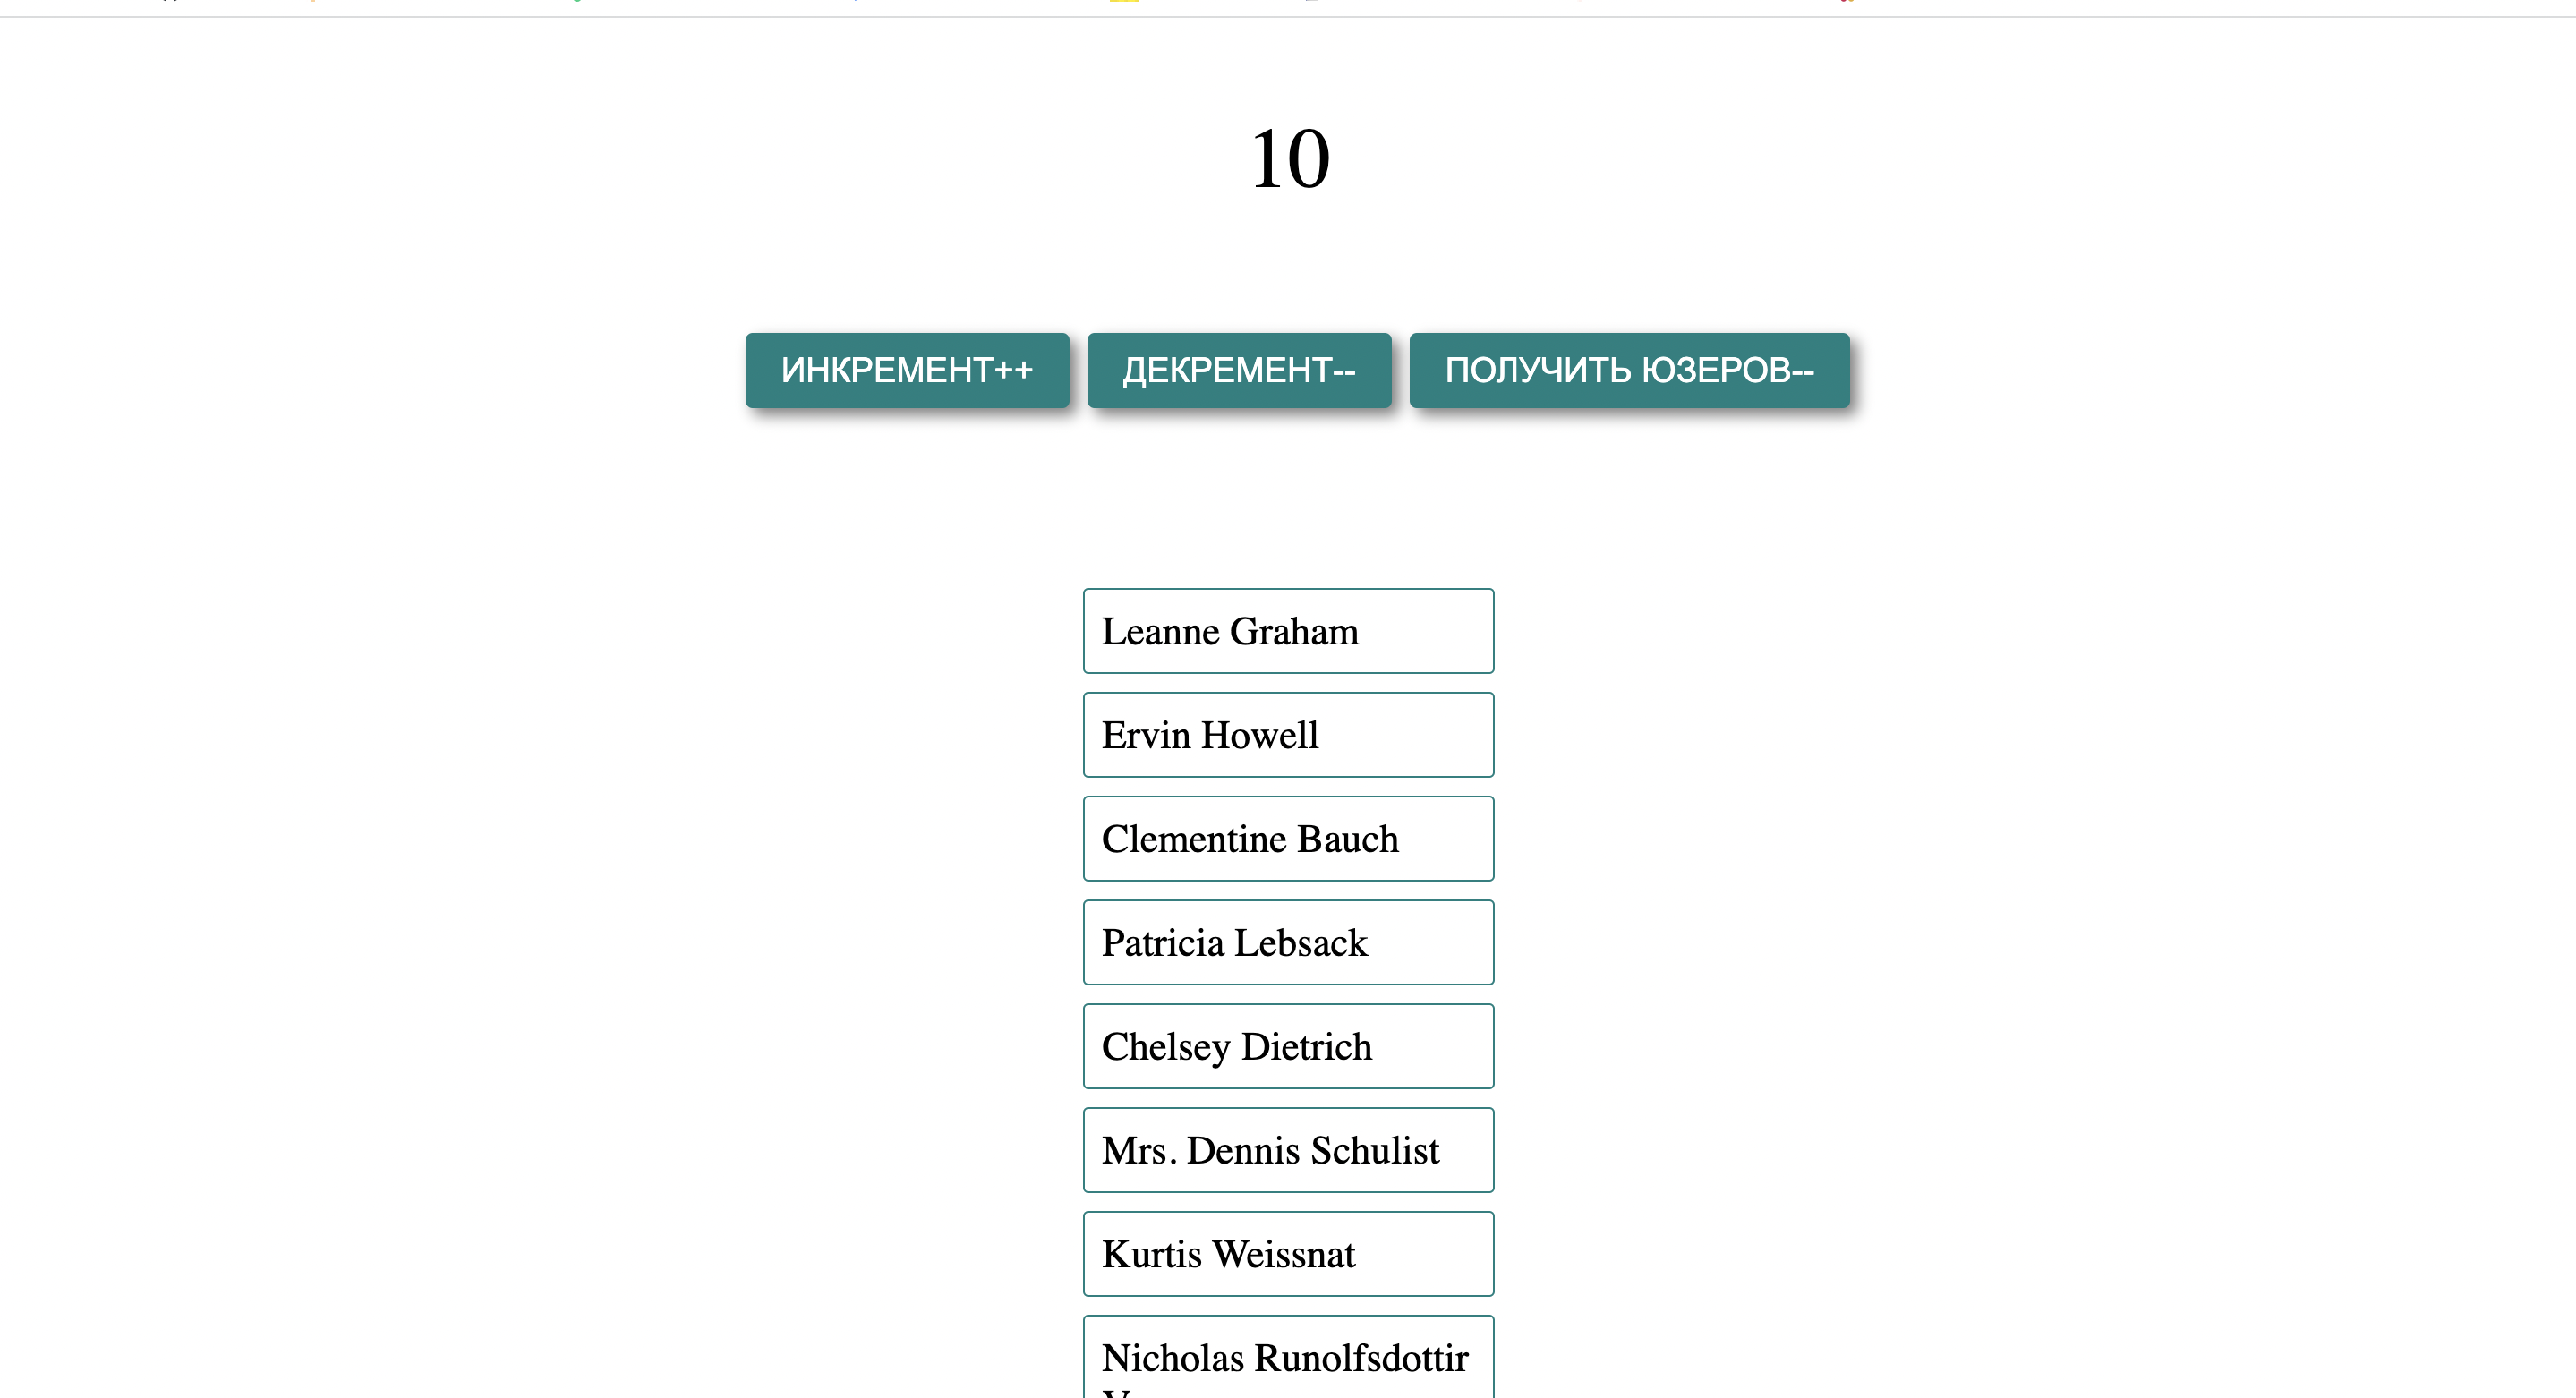 10
ИНКРЕМЕНТ++ ДЕКРЕМЕНТ-- ПОЛУЧИТЬ ЮЗЕРОВ--
Leanne Graham
Ervin Howell
Clementine Bauch
Patricia Lebsack
Chelsey Dietrich
Mrs. Dennis Schulist
Kurtis Weissnat
Nicholas Runolfsdottir